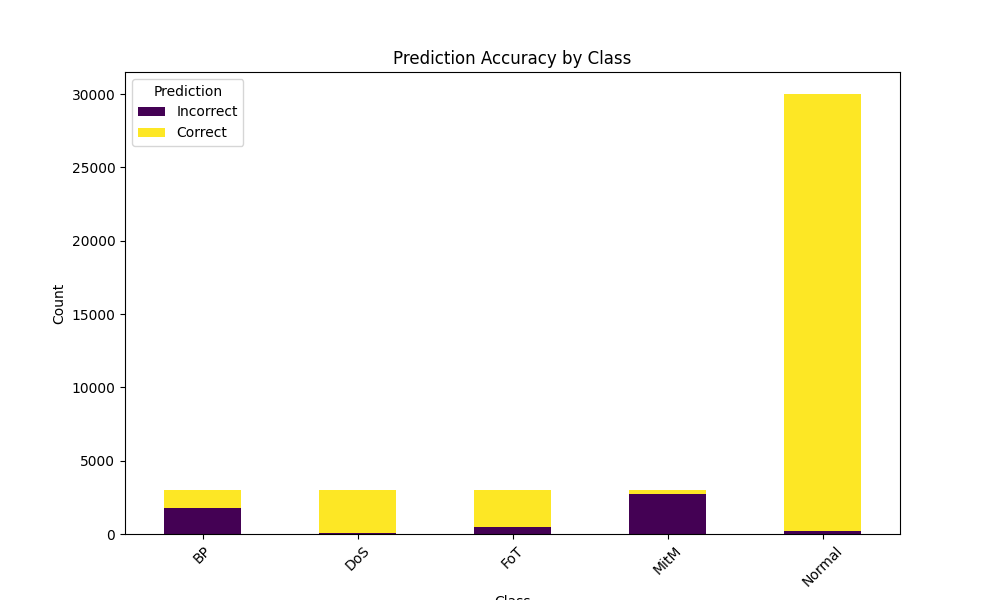 Prediction Accuracy by Class
Prediction
Incorrect
Correct
30000
25000
20000
15000
10000
5000
0
Count
BP
DoS
FoT
MitM
Normal
Class